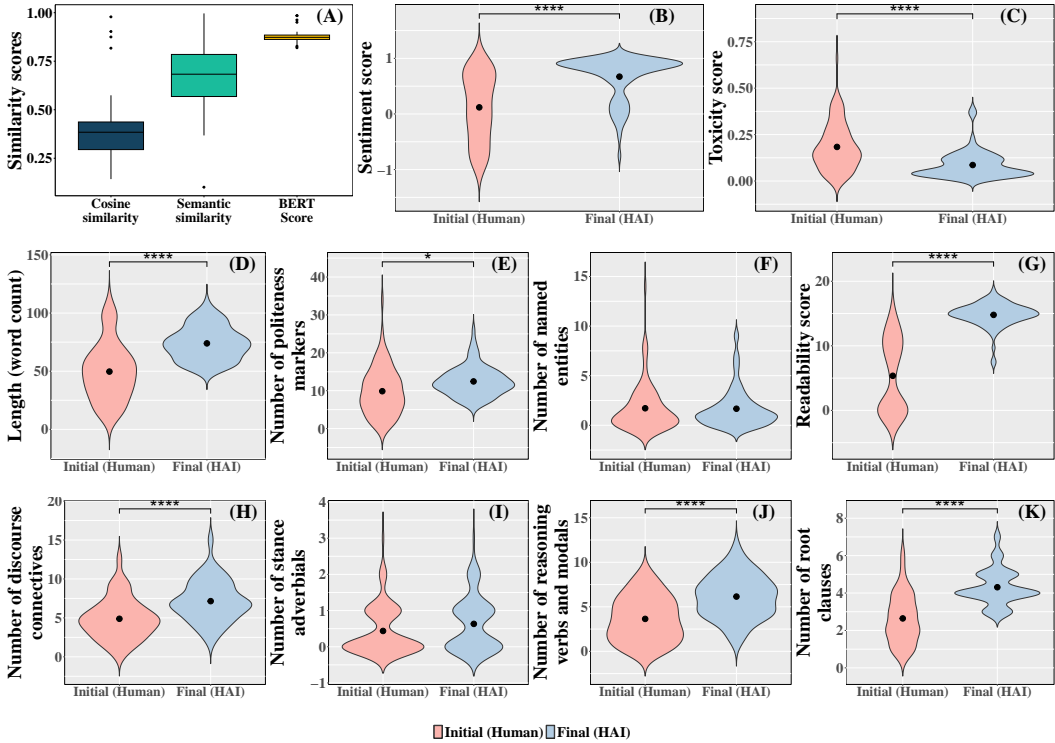 (A)
Similarity scores
1.00
0.75
0.50
0.25
Cosine
similarity
Semantic
similarity
BERT
Score
(B)
****
Sentiment score
1
0
−1
Initial (Human)
Final (HAI)
(C)
****
Toxicity score
0.75
0.50
0.25
0.00
Initial (Human)
Final (HAI)
(D)
****
Length (word count)
150
100
50
0
Initial (Human)
Final (HAI)
(E)
*
Number of politeness
markers
40
30
20
10
0
Initial (Human)
Final (HAI)
(F)
Number of named
entities
15
10
5
0
Initial (Human)
Final (HAI)
(G)
****
Readability score
20
10
0
Initial (Human)
Final (HAI)
(H)
****
Number of discourse
connectives
20
15
10
5
0
Initial (Human)
Final (HAI)
(I)
Number of stance
adverbials
4
3
2
1
0
−1
Initial (Human)
Final (HAI)
(J)
****
Number of reasoning
verbs and modals
15
10
5
0
Initial (Human)
Final (HAI)
(K)
****
Number of root
clauses
8
6
4
2
0
Initial (Human)
Final (HAI)
Initial (Human) Final (HAI)